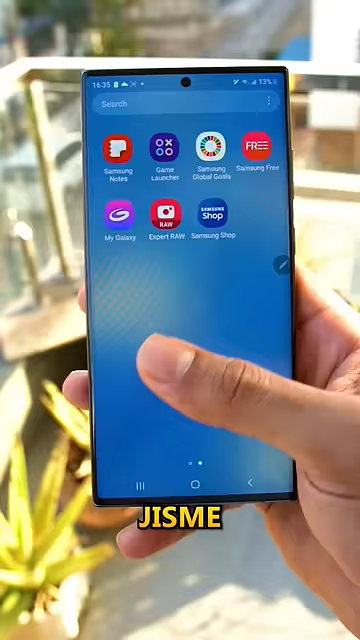 16:35
13%
Search
FREE
Samsung Notes
Game Launcher
Samsung Global Goals
Samsung Free
RAW
SAMSUNG
Shop
My Galaxy
Expert RAW
Samsung Shop
JISME